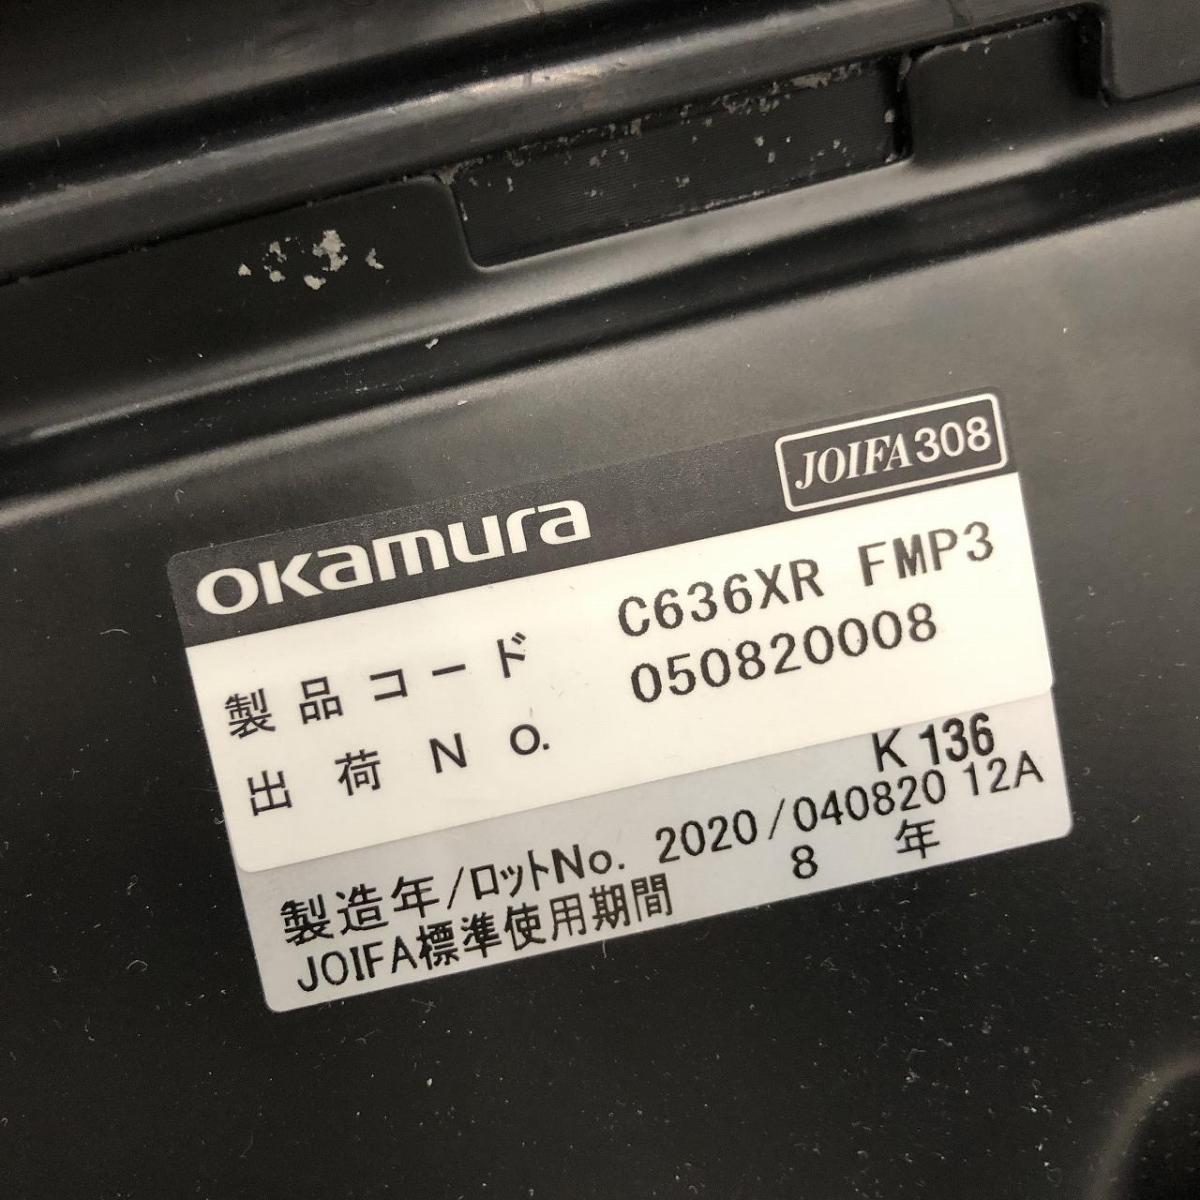 okamura
JOIFA308
製品コード C636XR FMP3
出荷No. 050820008
K 136
製造年/ロットNo. 2020/040820 12A
JOIFA標準使用期間 8 年